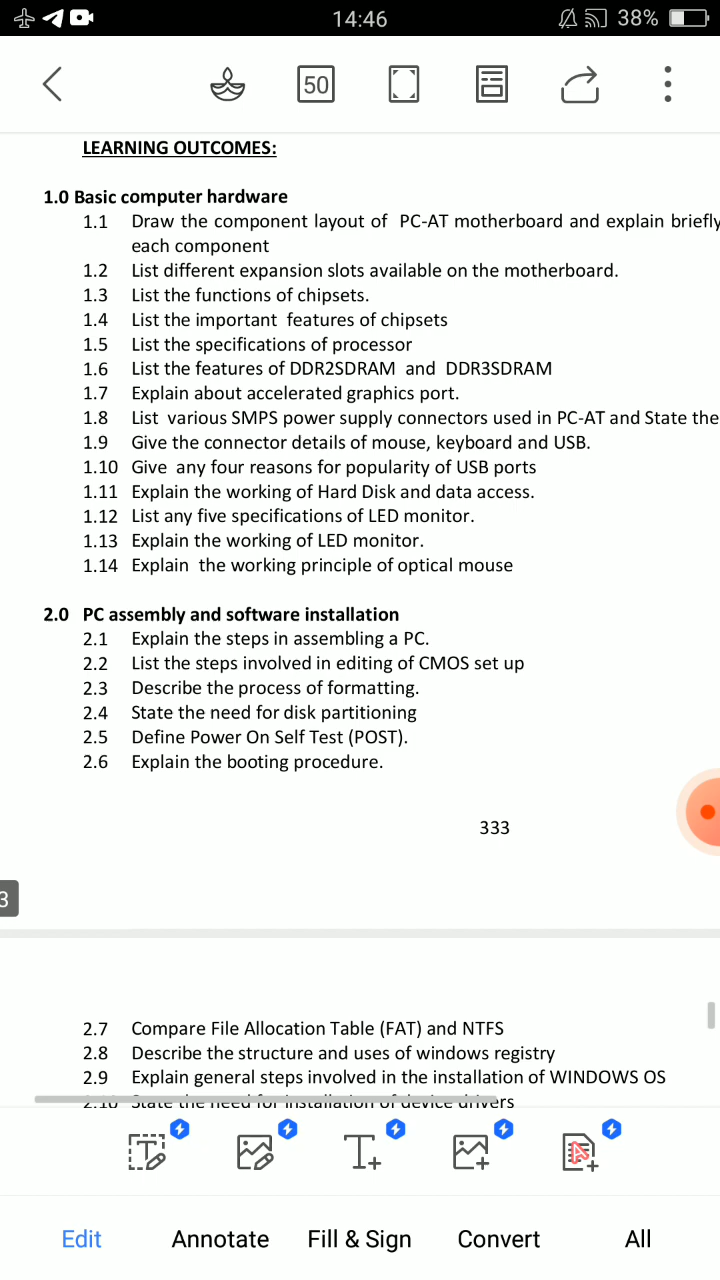 14:46
38%
50
LEARNING OUTCOMES:
1.0 Basic computer hardware
1.1 Draw the component layout of PC-AT motherboard and explain briefly
each component
1.2 List different expansion slots available on the motherboard.
1.3 List the functions of chipsets.
1.4 List the important features of chipsets
1.5 List the specifications of processor
1.6 List the features of DDR2SDRAM and DDR3SDRAM
1.7 Explain about accelerated graphics port.
1.8 List various SMPS power supply connectors used in PC-AT and State the
1.9 Give the connector details of mouse, keyboard and USB.
1.10 Give any four reasons for popularity of USB ports
1.11 Explain the working of Hard Disk and data access.
1.12 List any five specifications of LED monitor.
1.13 Explain the working of LED monitor.
1.14 Explain the working principle of optical mouse
2.0 PC assembly and software installation
2.1 Explain the steps in assembling a PC.
2.2 List the steps involved in editing of CMOS set up
2.3 Describe the process of formatting.
2.4 State the need for disk partitioning
2.5 Define Power On Self Test (POST).
2.6 Explain the booting procedure.
333
3
2.7 Compare File Allocation Table (FAT) and NTFS
2.8 Describe the structure and uses of windows registry
2.9 Explain general steps involved in the installation of WINDOWS OS
2.10 State the need for installation of device drivers
Edit Annotate Fill & Sign Convert All